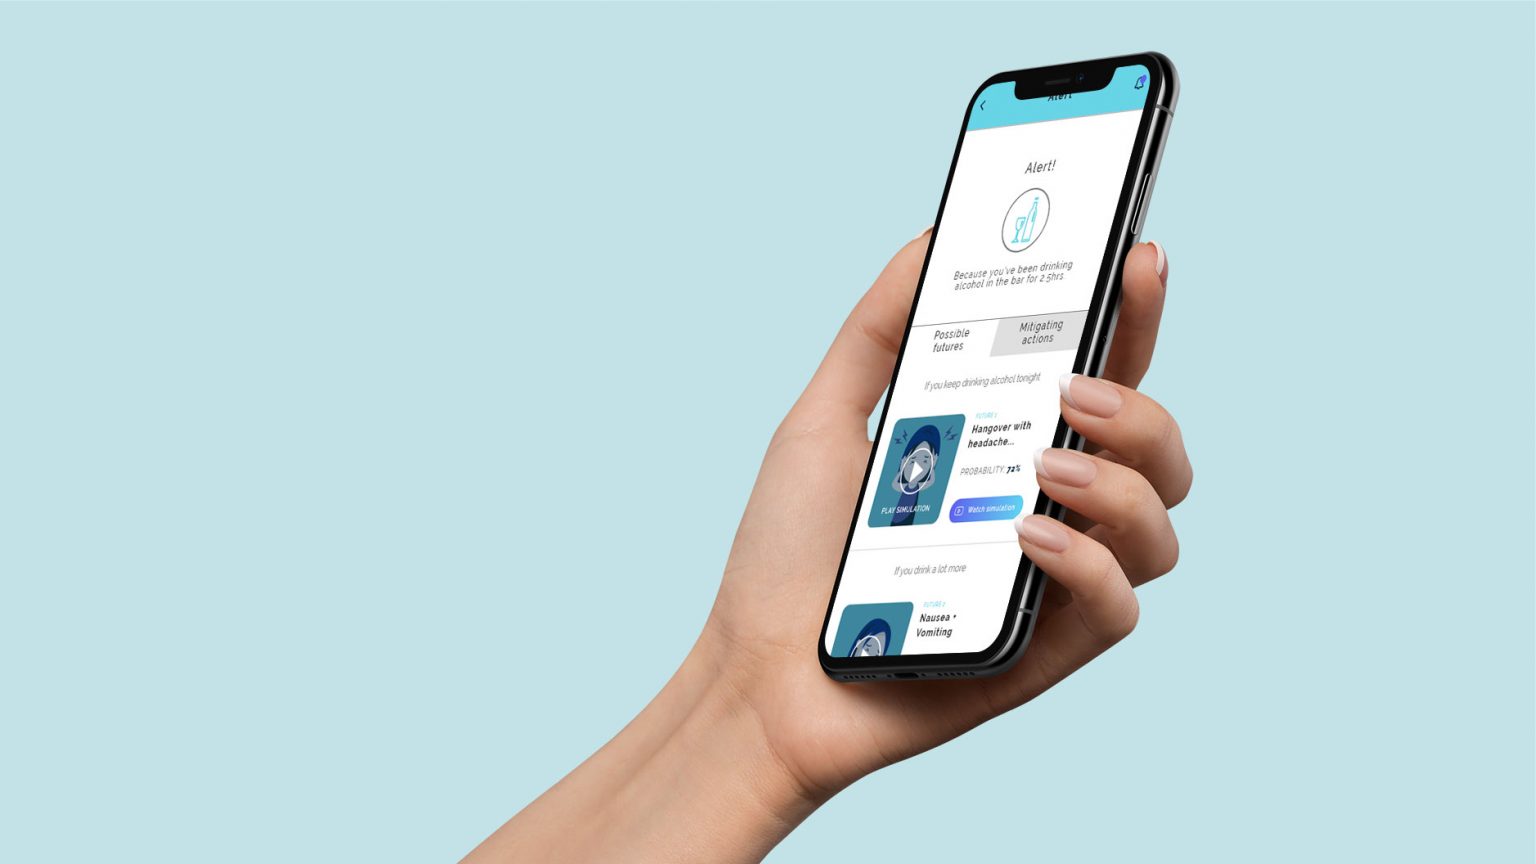 Alert
Alert!
Because you've been drinking
alcohol in the bar for 2.5hrs
Possible
futures
Mitigating
actions
If you keep drinking alcohol tonight
FUTURE 1
Hangover with
headache...
PROBABILITY: 72%
PLAY SIMULATION
Watch simulation
If you drink a lot more
FUTURE 2
Nausea +
Vomiting